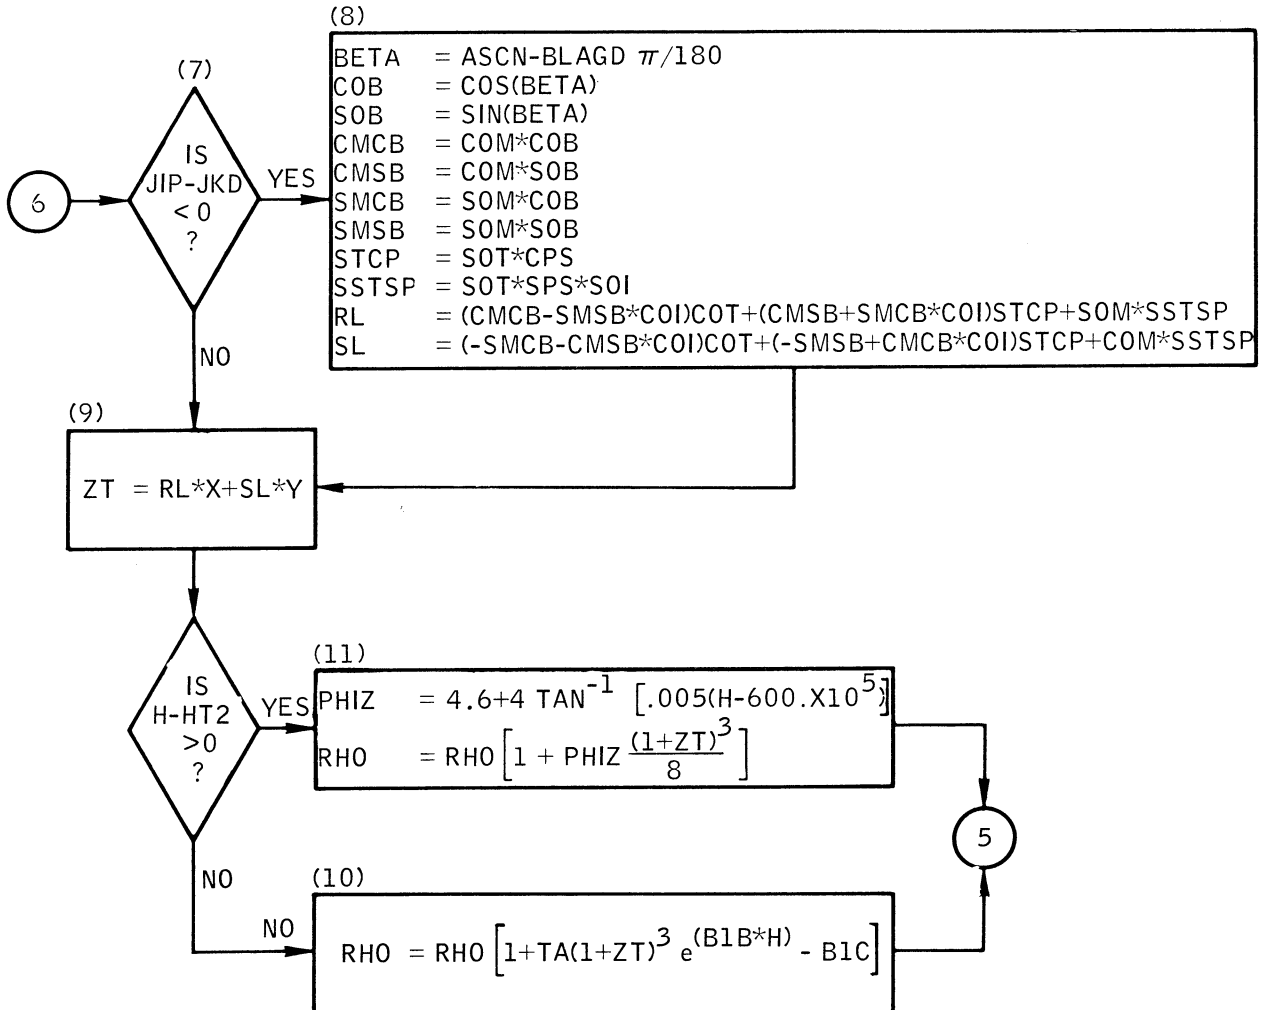 (8)
BETA = ASCN-BLAGD π/180
COB = COS(BETA)
SOB = SIN(BETA)
CMCB = COM*COB
CMSB = COM*SOB
SMCB = SOM*COB
SMSB = SOM*SOB
STCP = SOT*CPS
SSTSP = SOT*SPS*SOI
RL = (CMCB-SMSB*COI)COT+(CMSB+SMCB*COI)STCP+SOM*SSTSP
SL = (-SMCB-CMSB*COI)COT+(-SMSB+CMCB*COI)STCP+COM*SSTSP
(7)
IS
JIP-JKD
<0
?
6
YES
NO
(9)
ZT = RL*X+SL*Y
IS
H-HT2
>0
?
YES
(11)
PHIZ = 4.6+4 TAN⁻¹ [.005(H-600.X10⁵)]
RHO = RHO [1 + PHIZ (1+ZT)³/8]
5
NO
NO
(10)
RHO = RHO [1+TA(1+ZT)³ e^(B1B*H) - B1C]